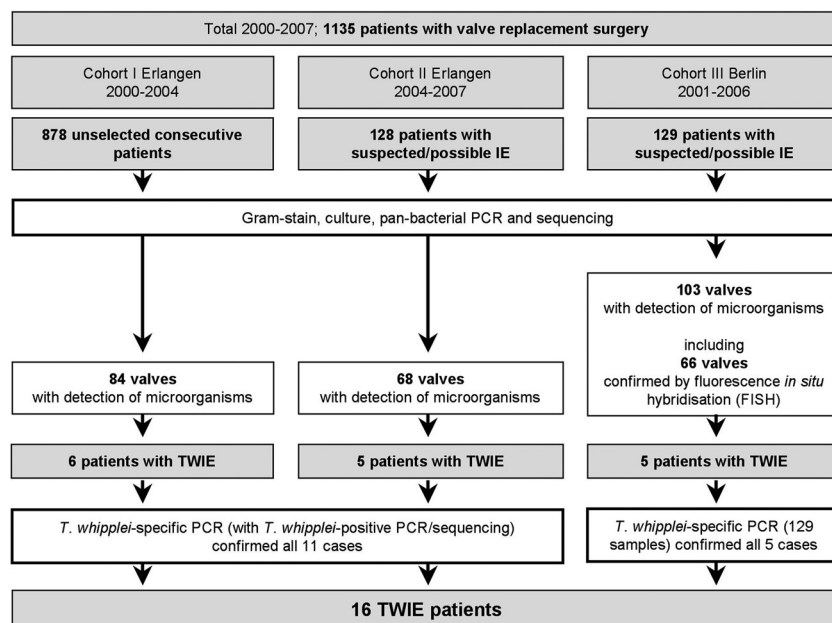 Total 2000-2007; 1135 patients with valve replacement surgery
Cohort I Erlangen
2000-2004
Cohort II Erlangen
2004-2007
Cohort III Berlin
2001-2006
878 unselected consecutive
patients
128 patients with
suspected/possible IE
129 patients with
suspected/possible IE
Gram-stain, culture, pan-bacterial PCR and sequencing
84 valves
with detection of microorganisms
68 valves
with detection of microorganisms
103 valves
with detection of microorganisms
including
66 valves
confirmed by fluorescence in situ
hybridisation (FISH)
6 patients with TWIE
5 patients with TWIE
5 patients with TWIE
T. whipplei-specific PCR (with T. whipplei-positive PCR/sequencing)
confirmed all 11 cases
T. whipplei-specific PCR (129
samples) confirmed all 5 cases
16 TWIE patients